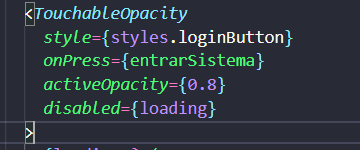 <TouchableOpacity
style={styles.loginButton}
onPress={entrarSistema}
activeOpacity={0.8}
disabled={loading}
>